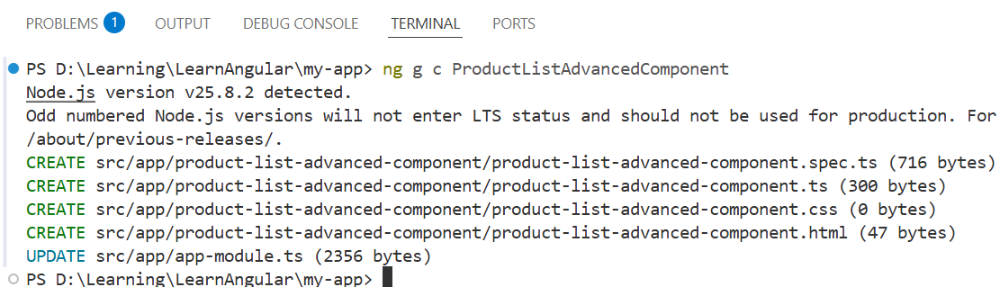 PROBLEMS 1 OUTPUT DEBUG CONSOLE TERMINAL PORTS
PS D:\Learning\LearnAngular\my-app> ng g c ProductListAdvancedComponent
Node.js version v25.8.2 detected.
Odd numbered Node.js versions will not enter LTS status and should not be used for production. For
/about/previous-releases/.
CREATE src/app/product-list-advanced-component/product-list-advanced-component.spec.ts (716 bytes)
CREATE src/app/product-list-advanced-component/product-list-advanced-component.ts (300 bytes)
CREATE src/app/product-list-advanced-component/product-list-advanced-component.css (0 bytes)
CREATE src/app/product-list-advanced-component/product-list-advanced-component.html (47 bytes)
UPDATE src/app/app-module.ts (2356 bytes)
PS D:\Learning\LearnAngular\my-app>